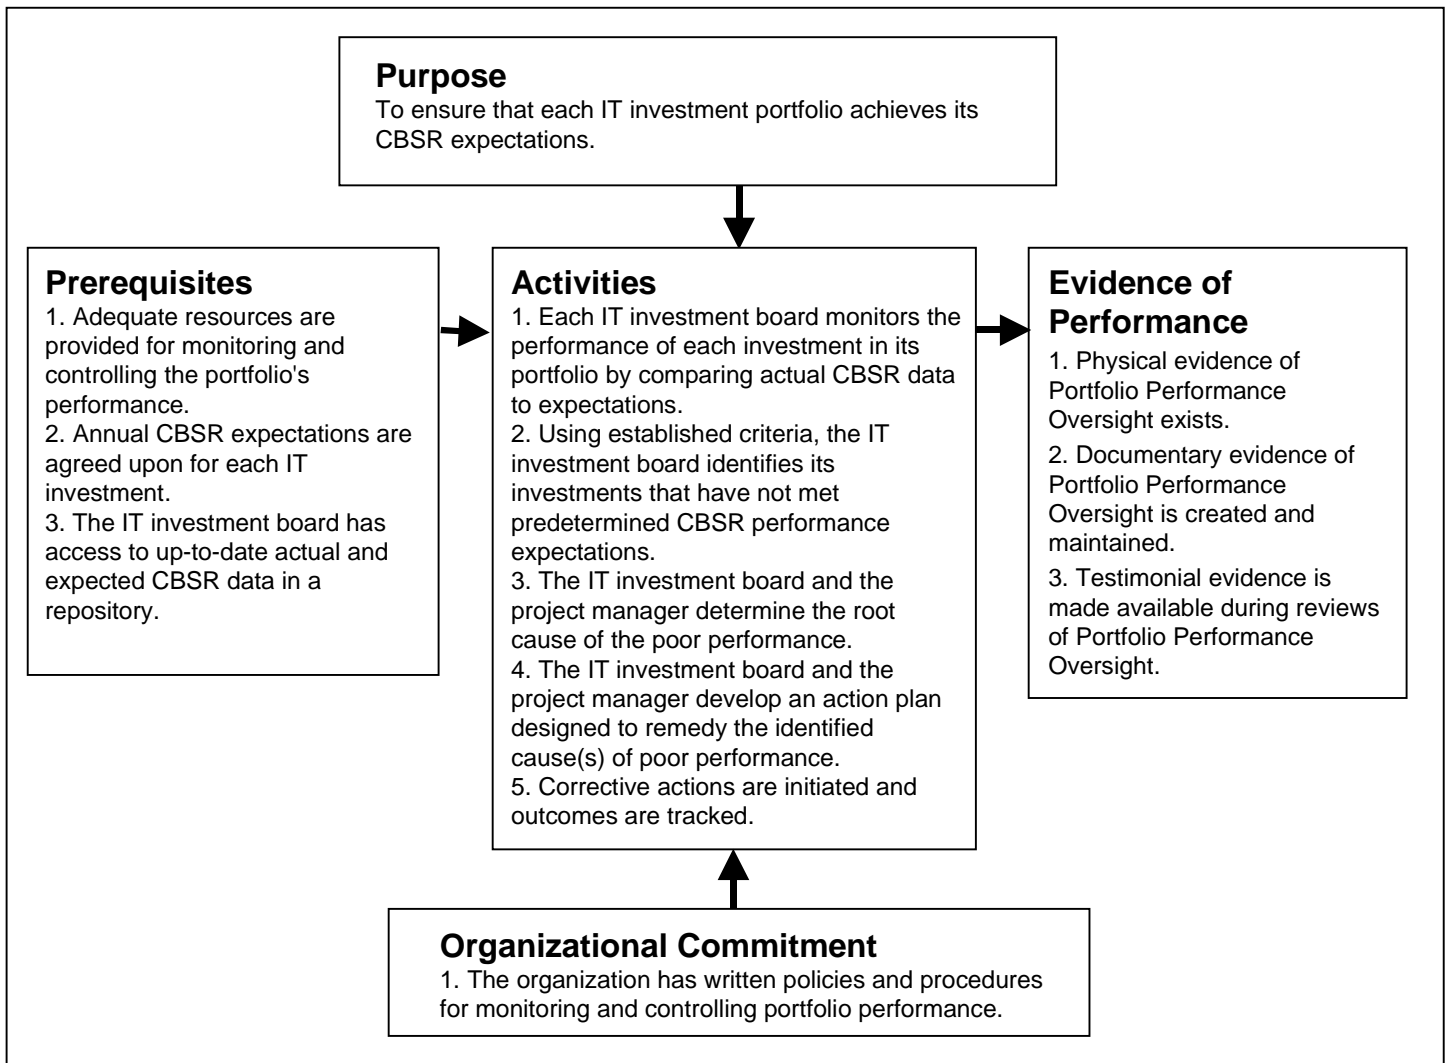 Purpose
To ensure that each IT investment portfolio achieves its
CBSR expectations.
Prerequisites
1. Adequate resources are
provided for monitoring and
controlling the portfolio's
performance.
2. Annual CBSR expectations are
agreed upon for each IT
investment.
3. The IT investment board has
access to up-to-date actual and
expected CBSR data in a
repository.
Activities
1. Each IT investment board monitors the
performance of each investment in its
portfolio by comparing actual CBSR data
to expectations.
2. Using established criteria, the IT
investment board identifies its
investments that have not met
predetermined CBSR performance
expectations.
3. The IT investment board and the
project manager determine the root
cause of the poor performance.
4. The IT investment board and the
project manager develop an action plan
designed to remedy the identified
cause(s) of poor performance.
5. Corrective actions are initiated and
outcomes are tracked.
Evidence of
Performance
1. Physical evidence of
Portfolio Performance
Oversight exists.
2. Documentary evidence of
Portfolio Performance
Oversight is created and
maintained.
3. Testimonial evidence is
made available during reviews
of Portfolio Performance
Oversight.
Organizational Commitment
1. The organization has written policies and procedures
for monitoring and controlling portfolio performance.